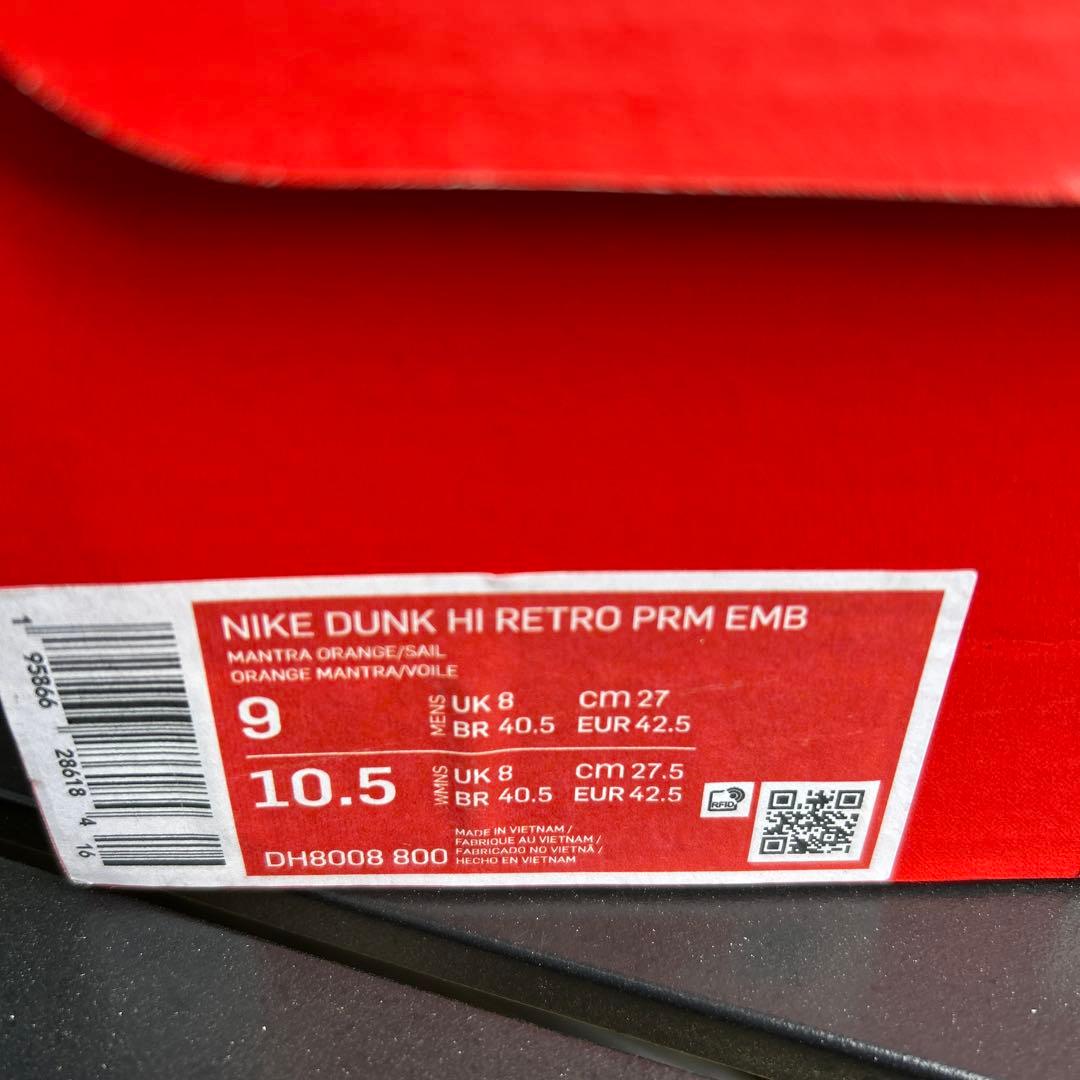 NIKE DUNK HI RETRO PRM EMB
MANTRA ORANGE/SAIL
ORANGE MANTRA/VOILE
9 MENS UK 8 cm 27
BR 40.5 EUR 42.5
10.5 WMNS UK 8 cm 27.5
BR 40.5 EUR 42.5
RFID
MADE IN VIETNAM /
FABRIQUE AU VIETNAM /
FABRICADO NO VIETNÃ /
DH8008 800 HECHO EN VIETNAM
1 95866 28618 4 16